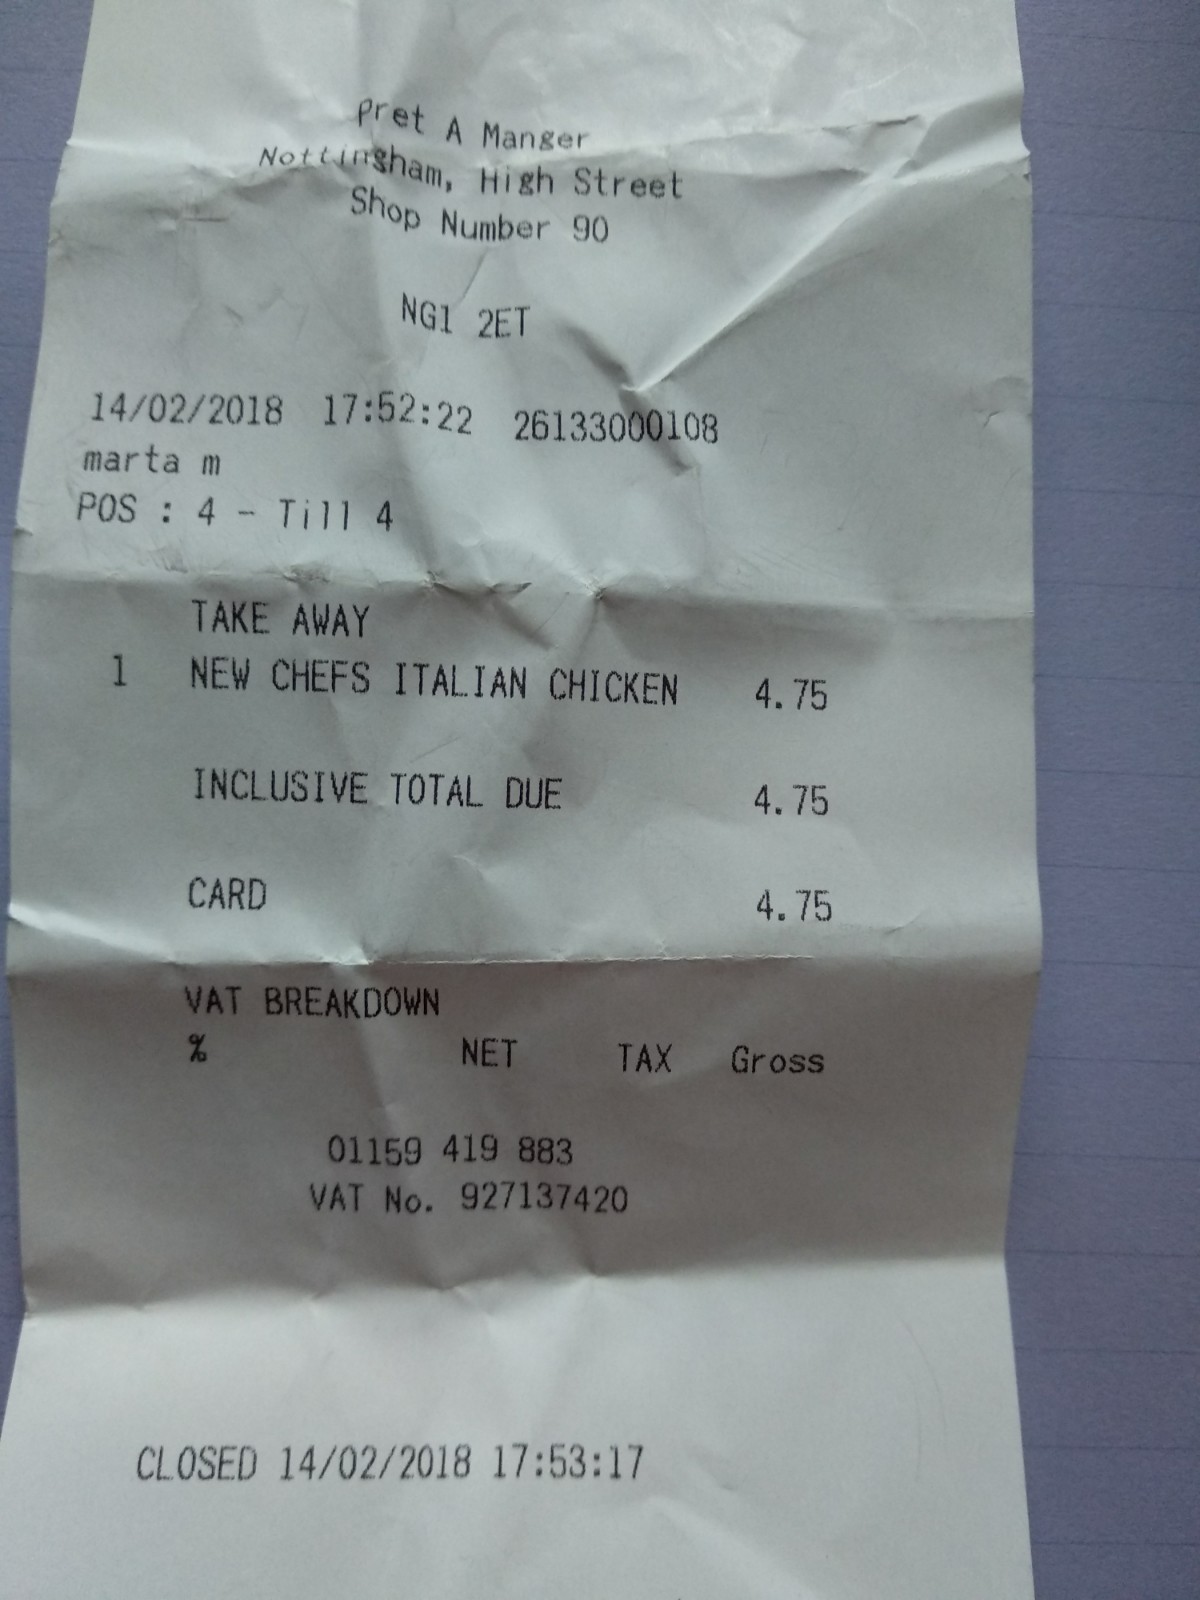 Pret A Manger
Nottingham, High Street
Shop Number 90
NG1 2ET
14/02/2018 17:52:22 26133000108
marta m
POS : 4 - Till 4
TAKE AWAY
1 NEW CHEFS ITALIAN CHICKEN 4.75
INCLUSIVE TOTAL DUE 4.75
CARD 4.75
VAT BREAKDOWN
% NET TAX Gross
01159 419 883
VAT No. 927137420
CLOSED 14/02/2018 17:53:17